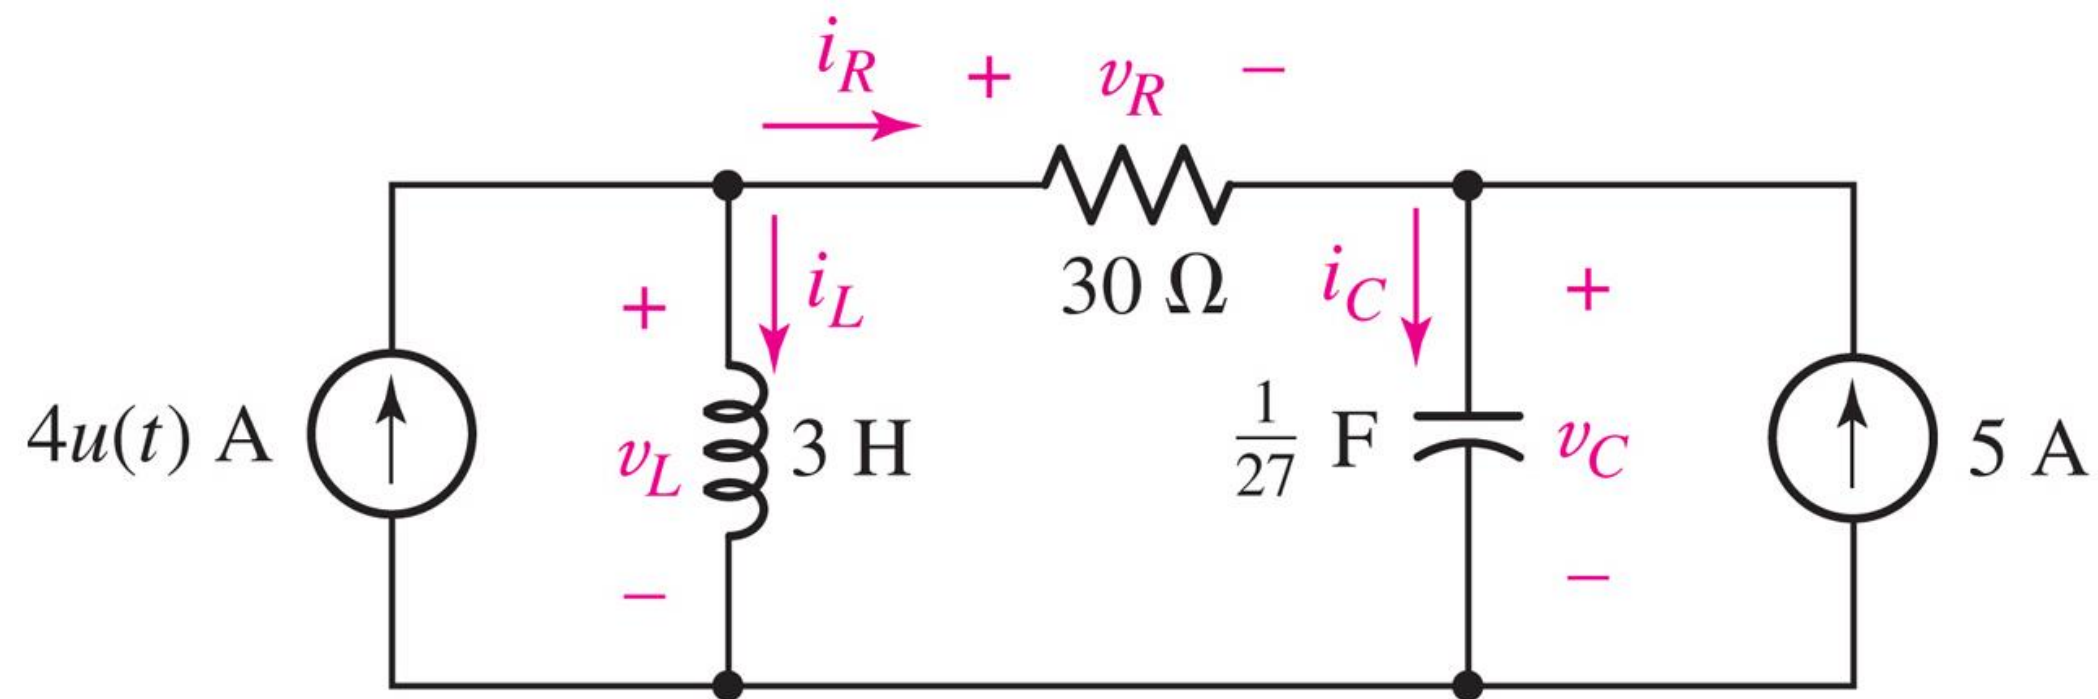 i_R + v_R −
30 Ω
+ i_L
i_C +
4u(t) A
v_L 3 H
1/27 F v_C
5 A
− −